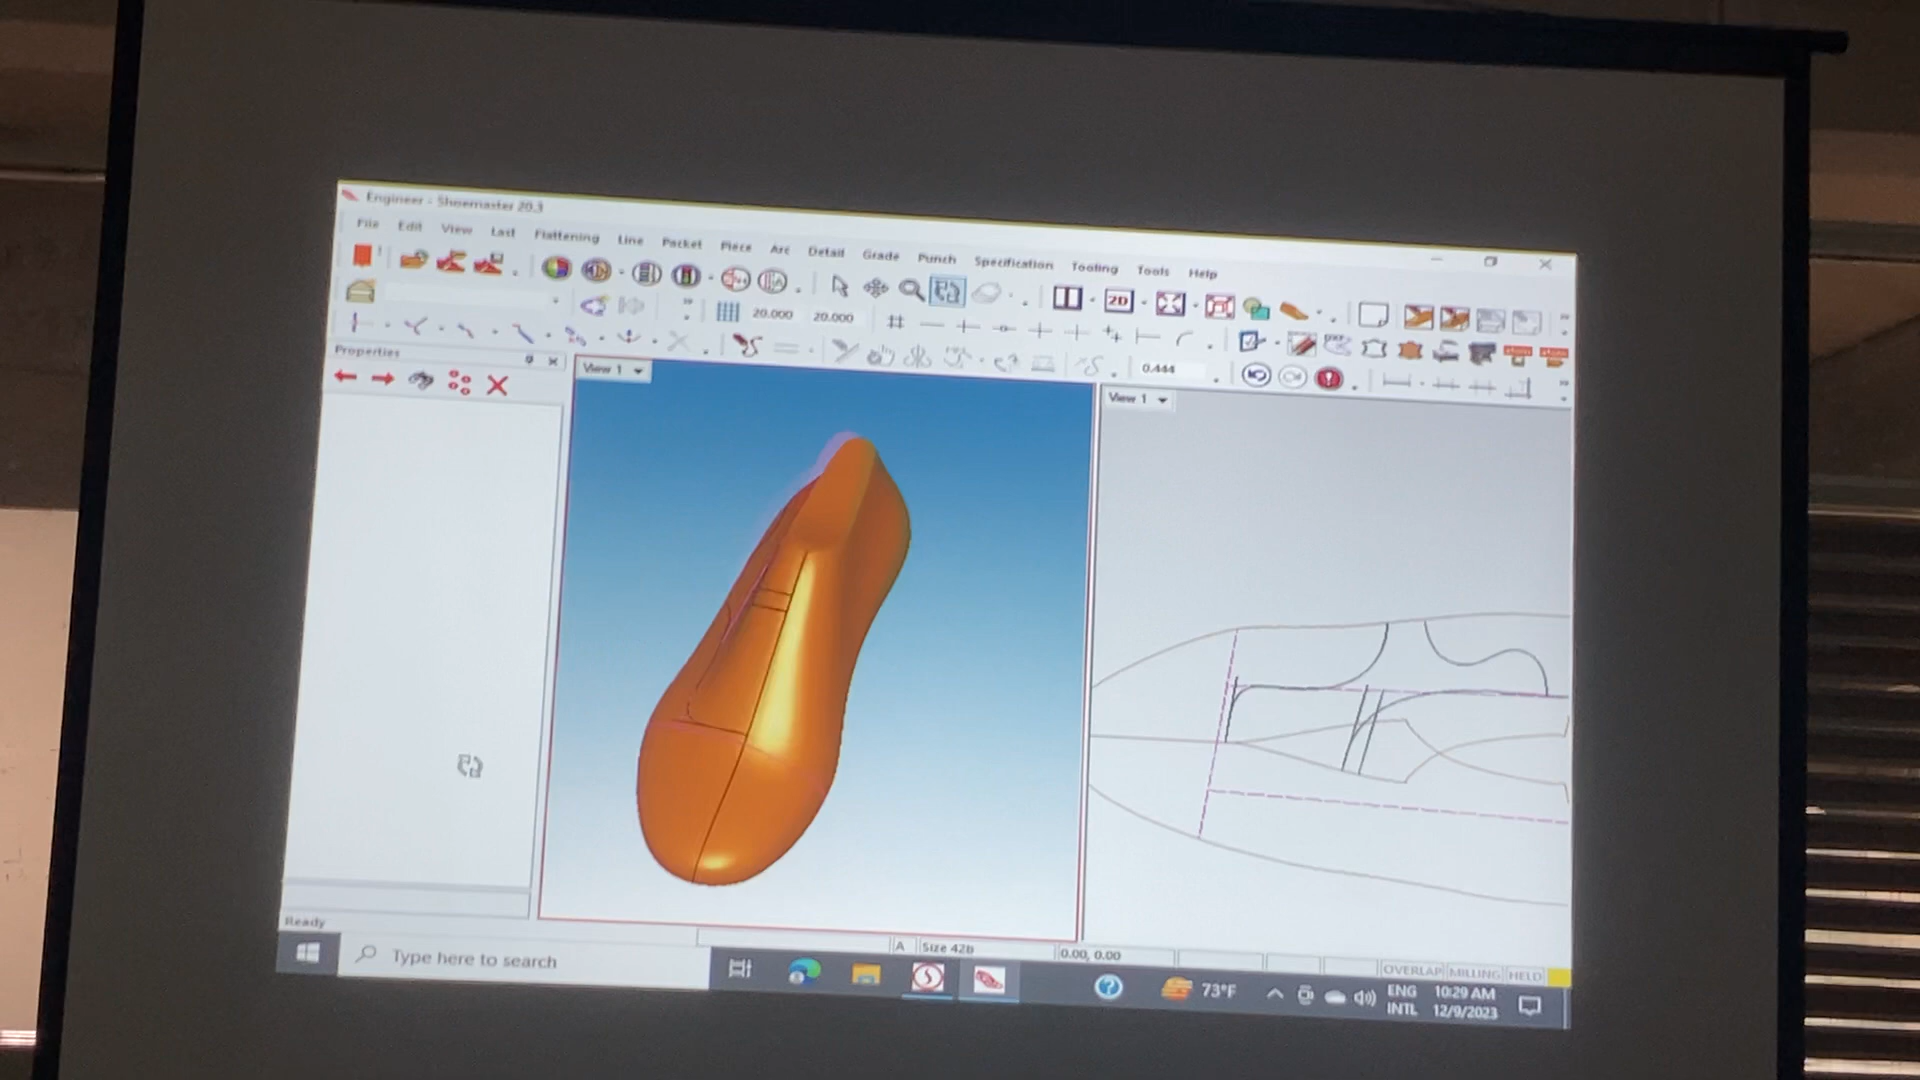 Engineer - Shoemaster 20.3
File Edit View Last Flattening Line Packet Piece Arc Detail Grade Punch Specification Tooling Tools Help
2D
20.000 20.000
0.444
Properties
View 1
View 1
Ready
A Size 42b 0.00, 0.00
OVERLAP MILLING HELD
Type here to search
73°F
ENG
INTL
10:29 AM
12/9/2023